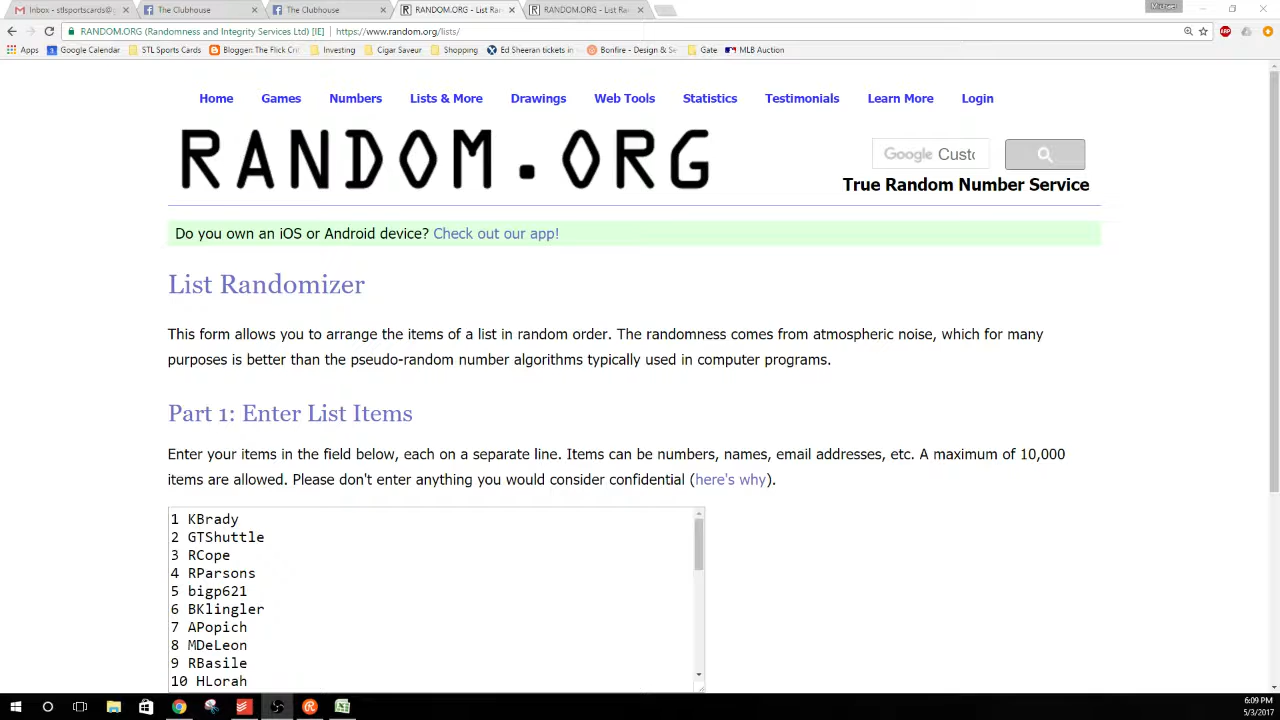 Inbox - stlsportscards@g
The Clubhouse
The Clubhouse
RANDOM.ORG - List Ran
RANDOM.ORG - List Ran
Michael
RANDOM.ORG (Randomness and Integrity Services Ltd) [IE]
https://www.random.org/lists/
Apps
Google Calendar
STL Sports Cards
Blogger: The Flick Crit
Investing
Cigar Saveur
Shopping
Ed Sheeran tickets in
Bonfire - Design & Se
Gate
MLB Auction
Home Games Numbers Lists & More Drawings Web Tools Statistics Testimonials Learn More Login
RANDOM.ORG
Google Custo
True Random Number Service
Do you own an iOS or Android device? Check out our app!
List Randomizer
This form allows you to arrange the items of a list in random order. The randomness comes from atmospheric noise, which for many
purposes is better than the pseudo-random number algorithms typically used in computer programs.
Part 1: Enter List Items
Enter your items in the field below, each on a separate line. Items can be numbers, names, email addresses, etc. A maximum of 10,000
items are allowed. Please don't enter anything you would consider confidential (here's why).
1 KBrady
2 GTShuttle
3 RCope
4 RParsons
5 bigp621
6 BKlingler
7 APopich
8 MDeLeon
9 RBasile
10 HLorah
6:09 PM
5/3/2017